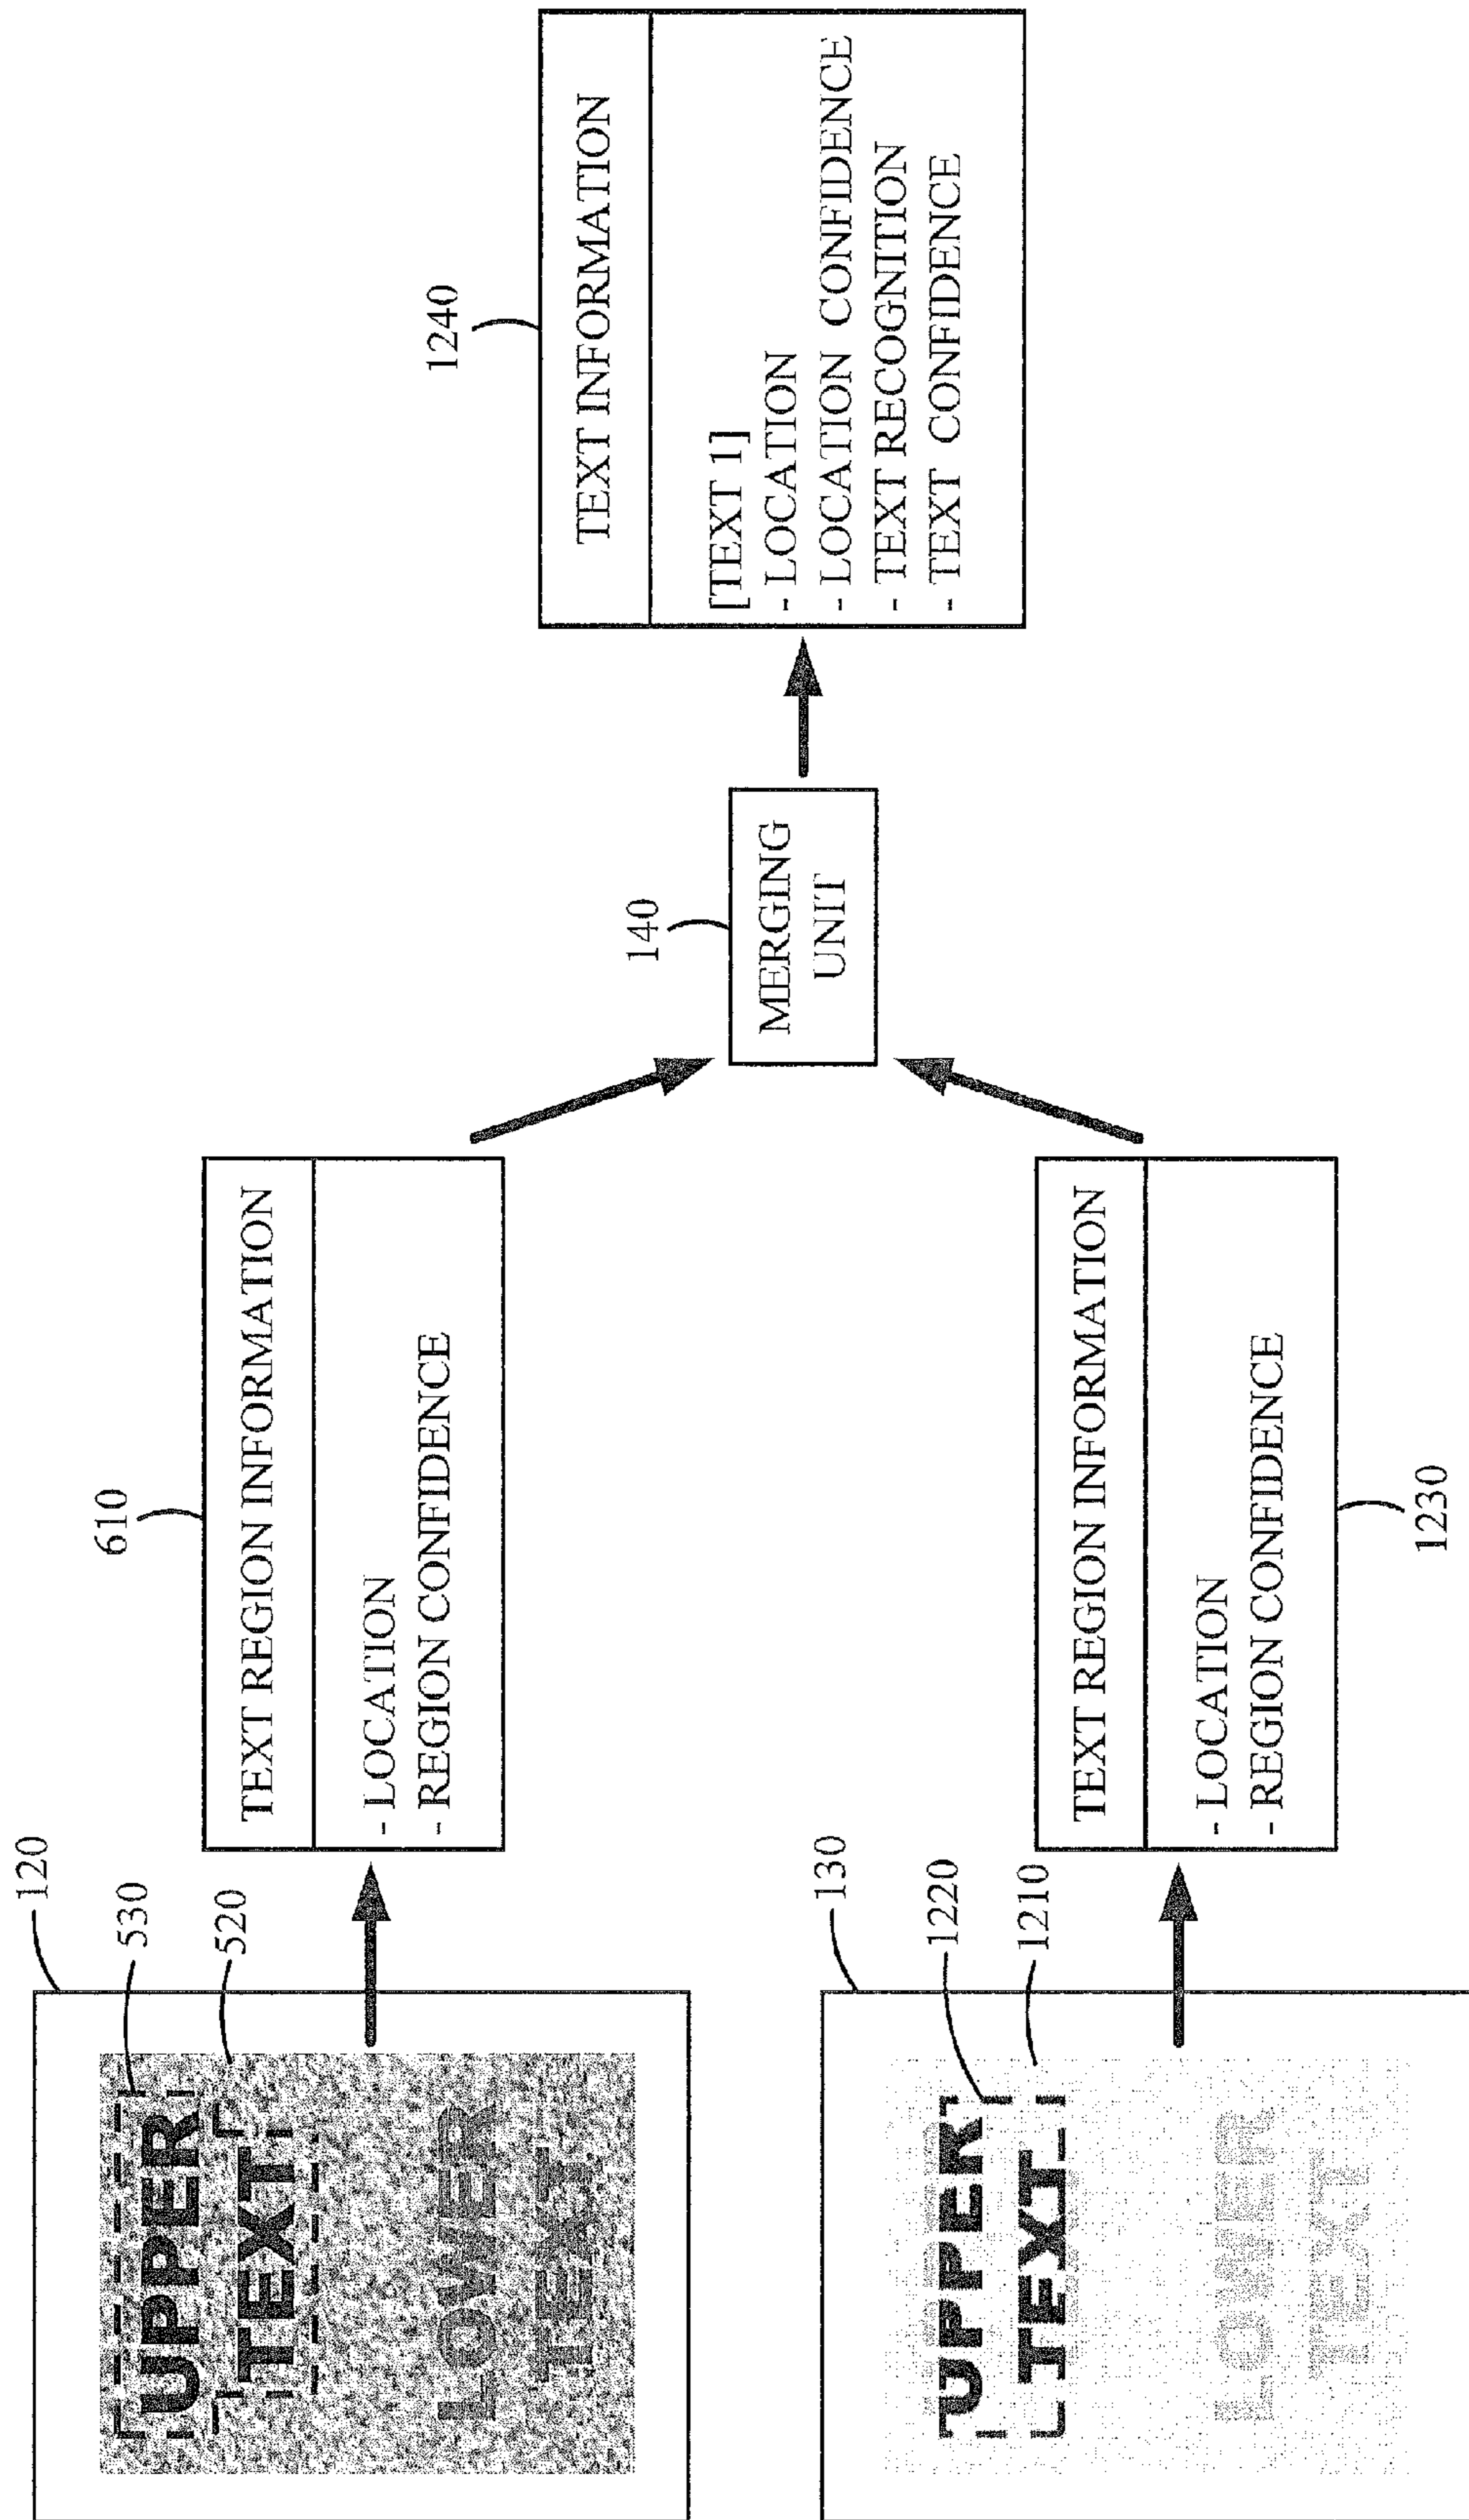 120
530
520
UPPER
TEXT
LOWER
TEXT
610
TEXT REGION INFORMATION
- LOCATION
- REGION CONFIDENCE
130
1220
1210
UPPER
TEXT
LOWER
TEXT
TEXT REGION INFORMATION
- LOCATION
- REGION CONFIDENCE
1230
140
MERGING
UNIT
1240
TEXT INFORMATION
[TEXT 1]
- LOCATION
- LOCATION CONFIDENCE
- TEXT RECOGNITION
- TEXT CONFIDENCE